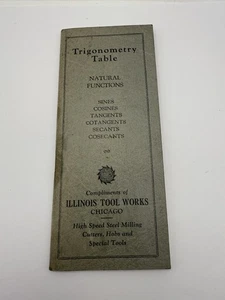 Trigonometry
Table
NATURAL
FUNCTIONS
SINES
COSINES
TANGENTS
COTANGENTS
SECANTS
COSECANTS
Compliments of
ILLINOIS TOOL WORKS
CHICAGO
High Speed Steel Milling
Cutters, Hobs and
Special Tools